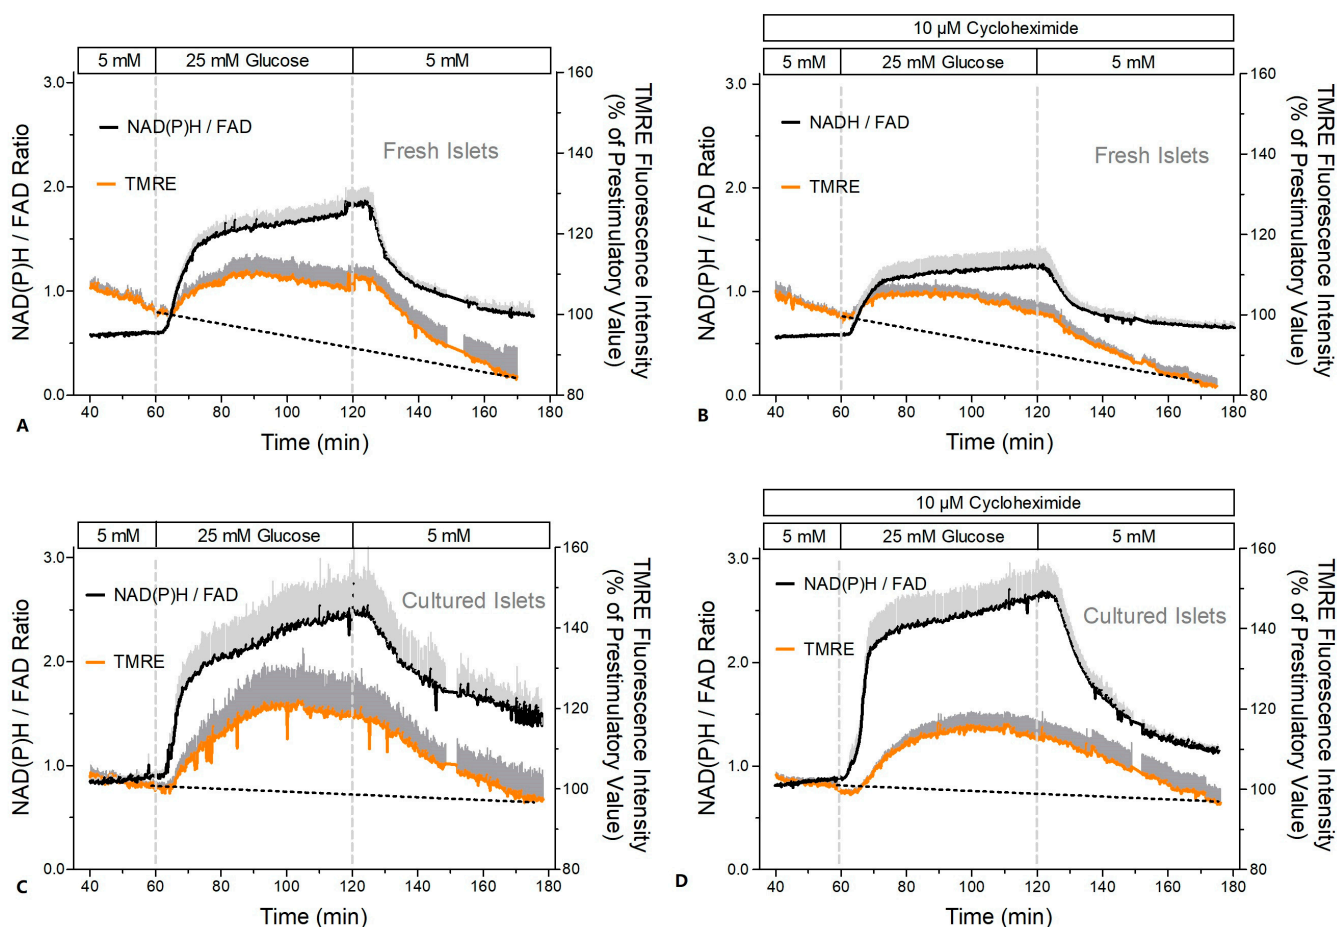 5 mM 25 mM Glucose 5 mM
3.0
2.0
1.0
0.0
NAD(P)H / FAD Ratio
NAD(P)H / FAD
TMRE
Fresh Islets
160
140
120
100
80
TMRE Fluorescence Intensity
(% of Prestimulatory Value)
40 60 80 100 120 140 160 180
Time (min)
A
10 µM Cycloheximide
5 mM 25 mM Glucose 5 mM
3.0
2.0
1.0
0.0
NAD(P)H / FAD Ratio
NADH / FAD
TMRE
Fresh Islets
160
140
120
100
80
TMRE Fluorescence Intensity
(% of Prestimulatory Value)
40 60 80 100 120 140 160 180
Time (min)
B
5 mM 25 mM Glucose 5 mM
3.0
2.0
1.0
0.0
NAD(P)H / FAD Ratio
NAD(P)H / FAD
TMRE
Cultured Islets
160
140
120
100
80
TMRE Fluorescence Intensity
(% of Prestimulatory Value)
40 60 80 100 120 140 160 180
Time (min)
C
10 µM Cycloheximide
5 mM 25 mM Glucose 5 mM
3.0
2.0
1.0
0.0
NAD(P)H / FAD Ratio
NAD(P)H / FAD
TMRE
Cultured Islets
160
140
120
100
80
TMRE Fluorescence Intensity
(% of Prestimulatory Value)
40 60 80 100 120 140 160 180
Time (min)
D